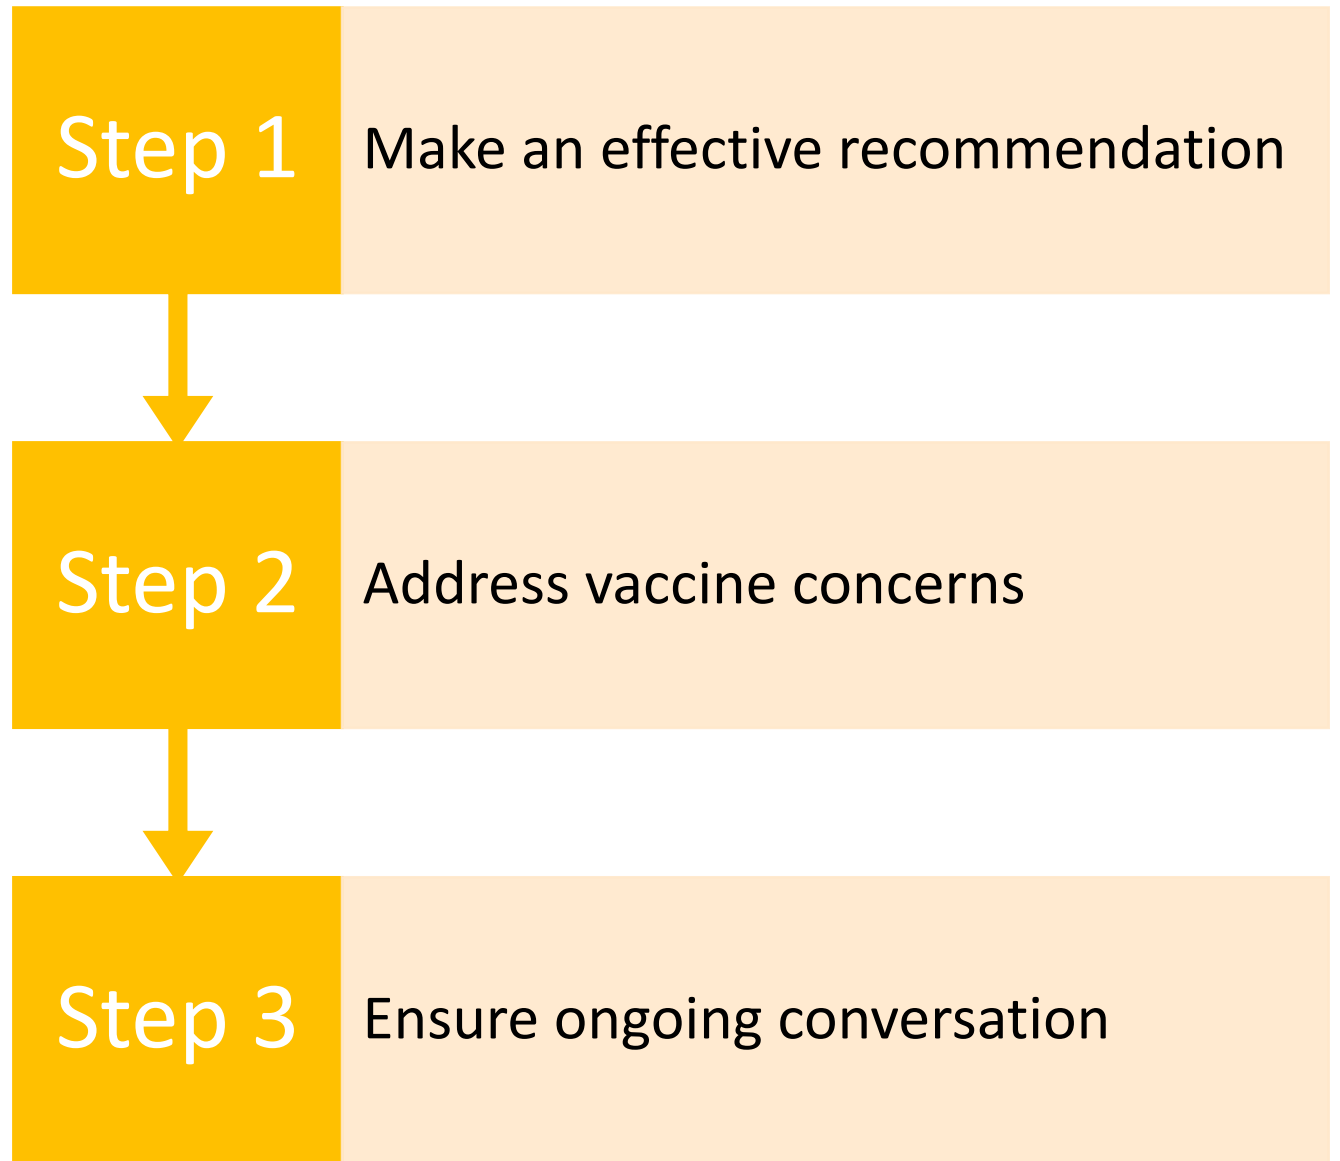 Step 1
Make an effective recommendation
Step 2
Address vaccine concerns
Step 3
Ensure ongoing conversation